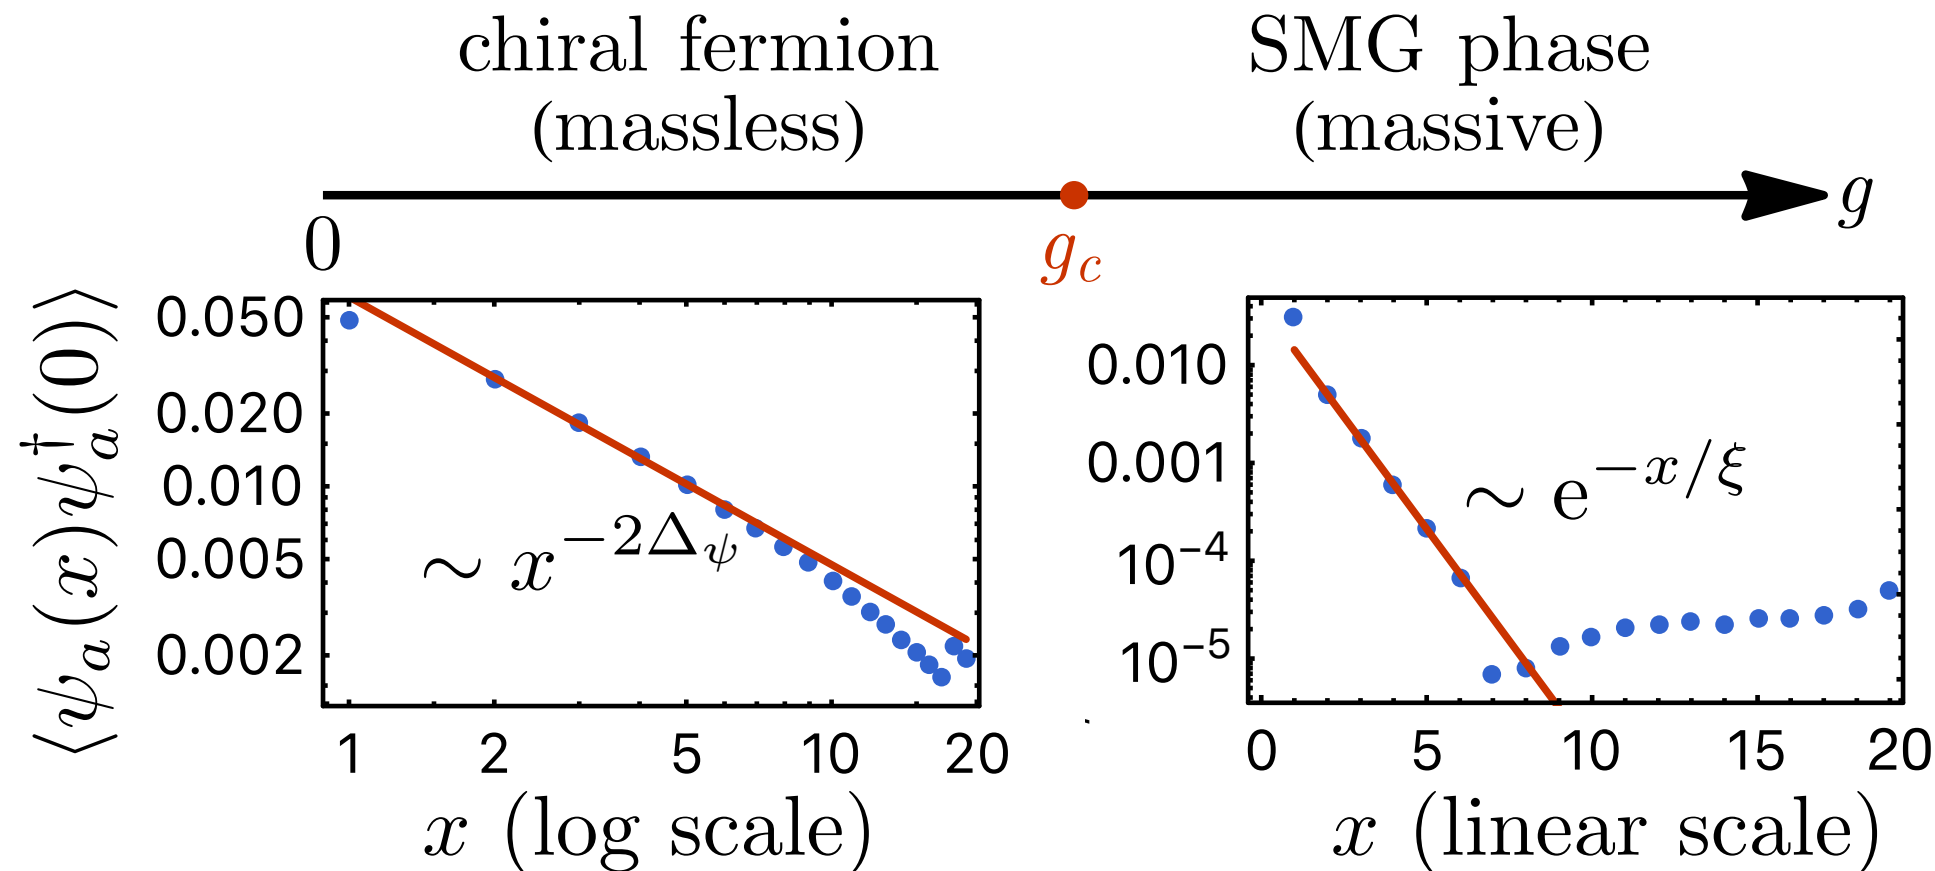 chiral fermion
(massless)
SMG phase
(massive)
g
0
g_c
⟨ψ_a(x)ψ_a^†(0)⟩
0.050
0.020
0.010
0.005
0.002
∼ x^{−2Δ_ψ}
1 2 5 10 20
x (log scale)
0.010
0.001
10^{−4}
10^{−5}
∼ e^{−x/ξ}
0 5 10 15 20
x (linear scale)